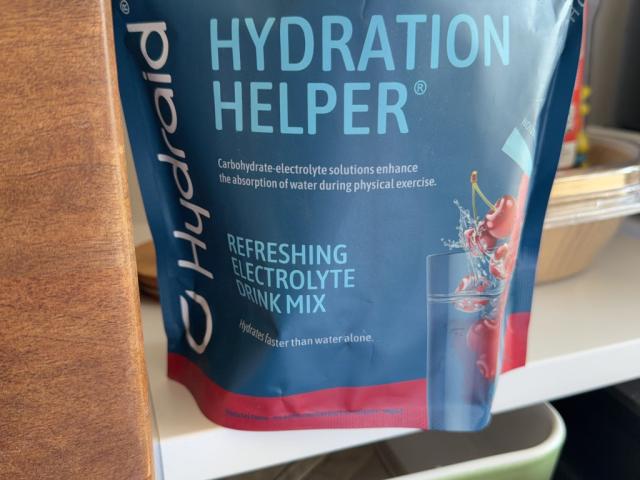 Hydraid®
HYDRATION
HELPER®
Carbohydrate-electrolyte solutions enhance
the absorption of water during physical exercise.
REFRESHING
ELECTROLYTE
DRINK MIX
Hydrates faster than water alone.